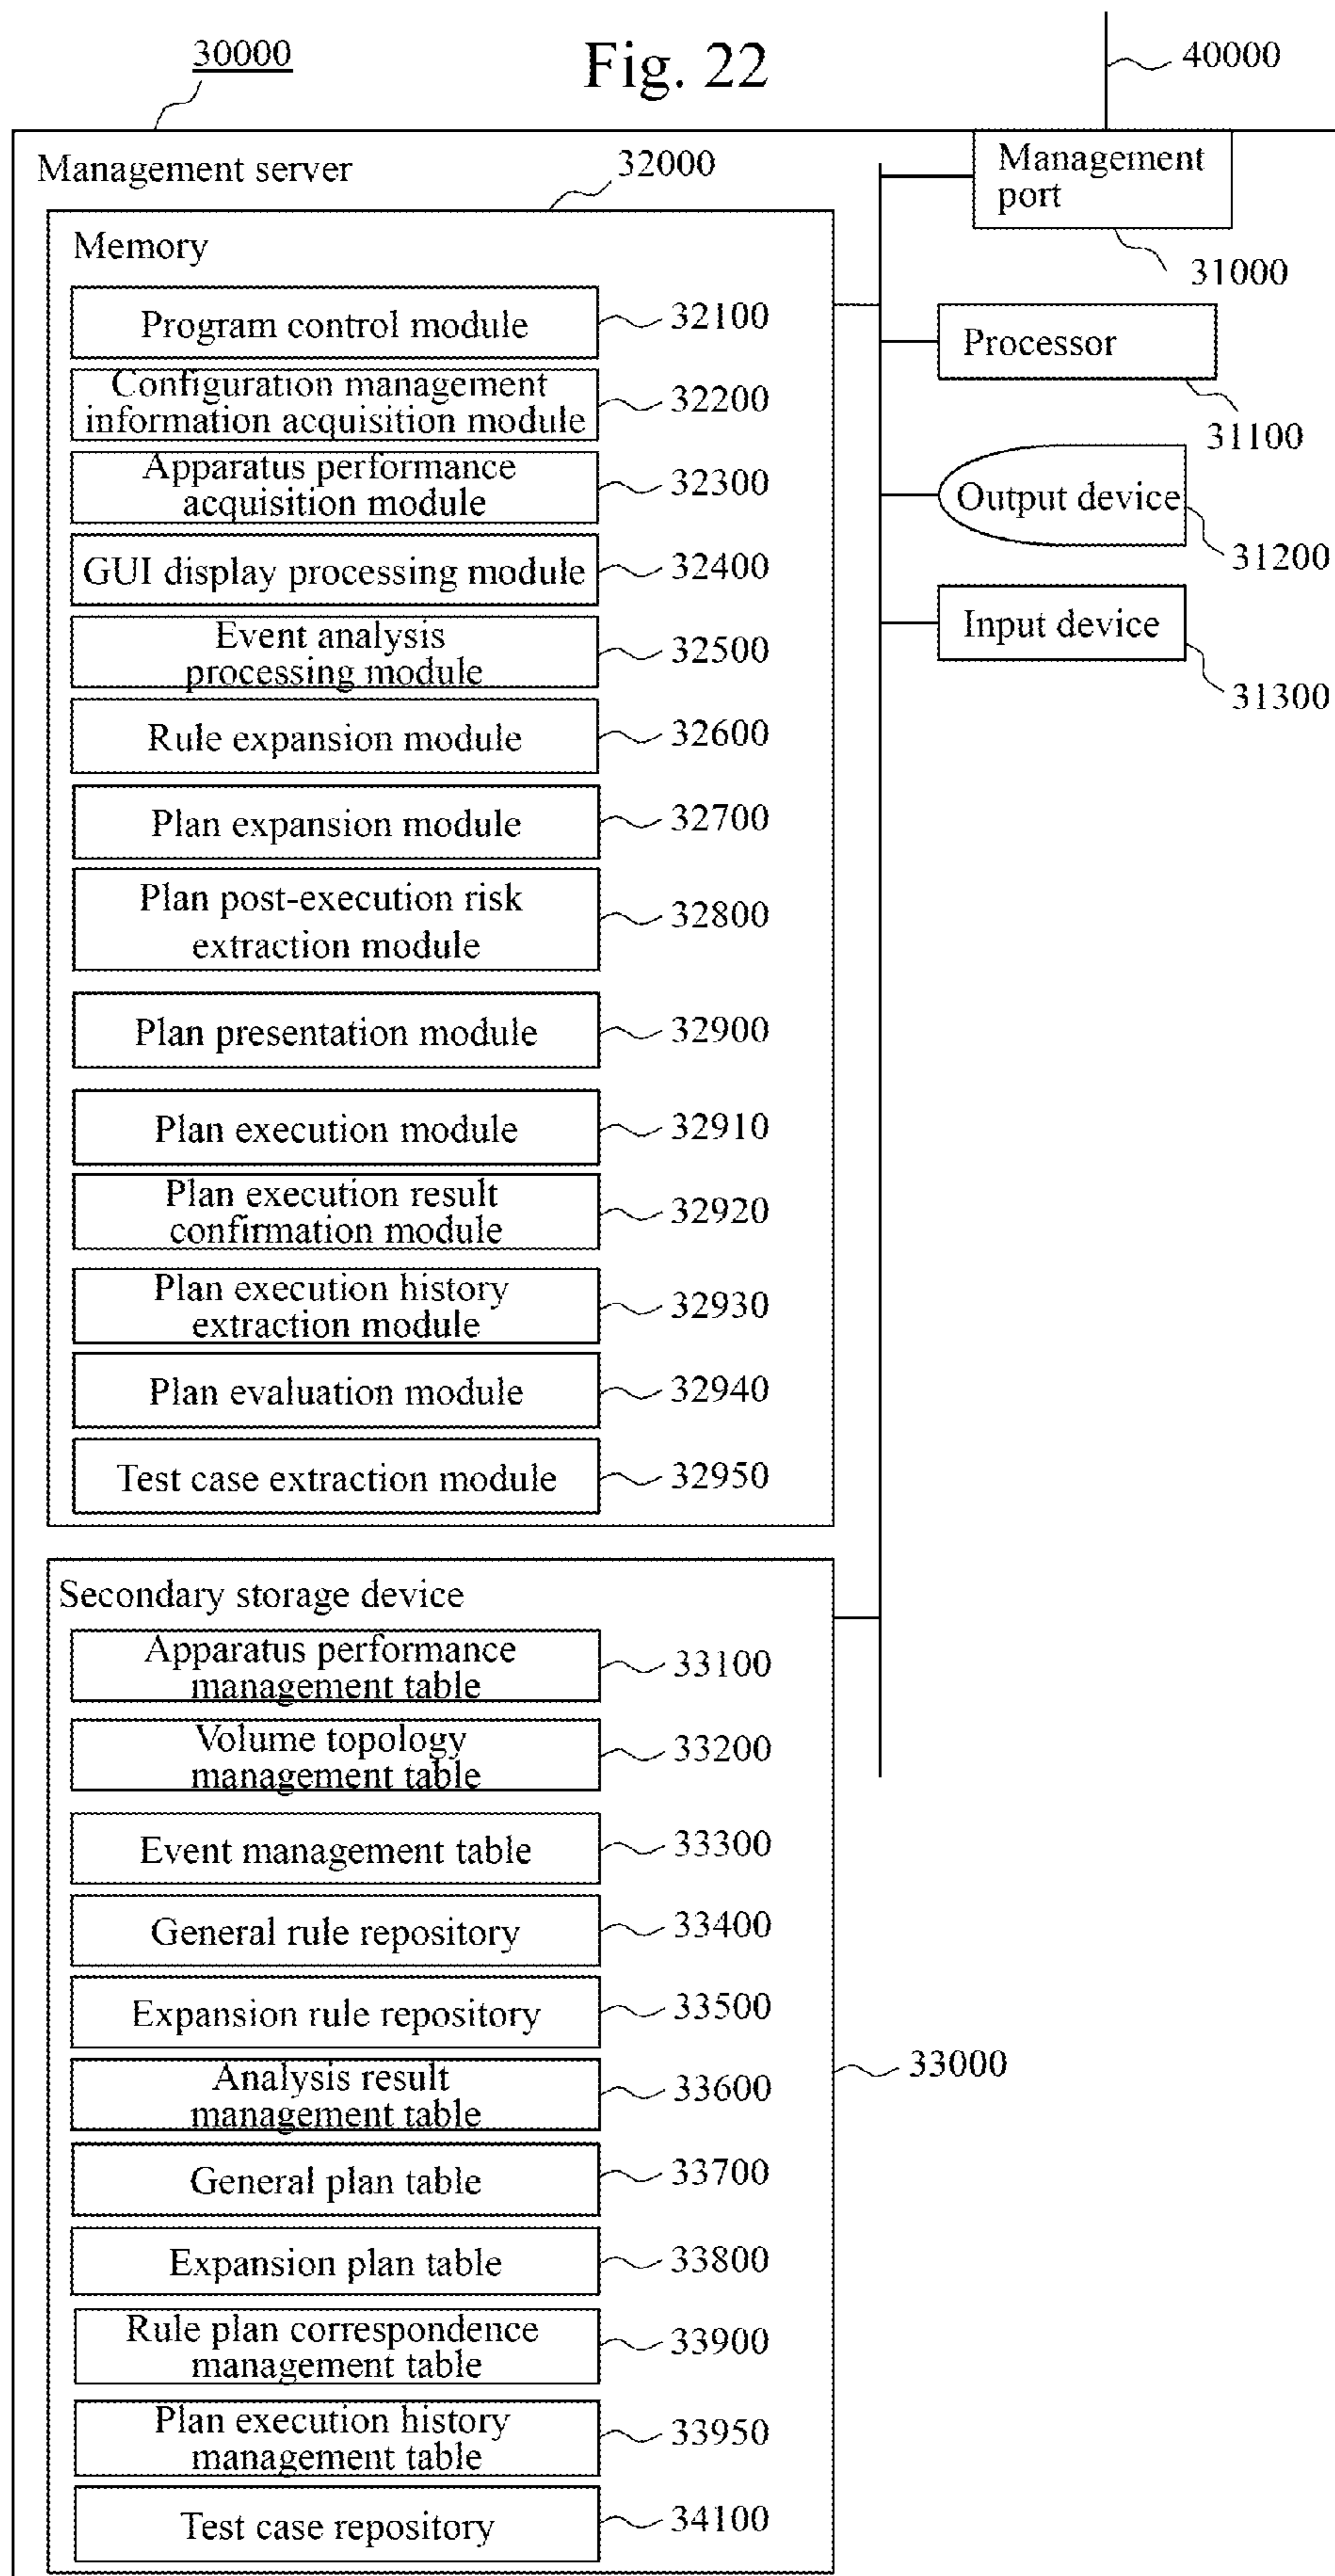 30000
Fig. 22
40000
Management server
32000
Management
port
31000
Memory
Program control module
32100
Configuration management
information acquisition module
32200
Apparatus performance
acquisition module
32300
GUI display processing module
32400
Event analysis
processing module
32500
Rule expansion module
32600
Plan expansion module
32700
Plan post-execution risk
extraction module
32800
Plan presentation module
32900
Plan execution module
32910
Plan execution result
confirmation module
32920
Plan execution history
extraction module
32930
Plan evaluation module
32940
Test case extraction module
32950
Processor
31100
Output device
31200
Input device
31300
Secondary storage device
Apparatus performance
management table
33100
Volume topology
management table
33200
Event management table
33300
General rule repository
33400
Expansion rule repository
33500
Analysis result
management table
33600
33000
General plan table
33700
Expansion plan table
33800
Rule plan correspondence
management table
33900
Plan execution history
management table
33950
Test case repository
34100